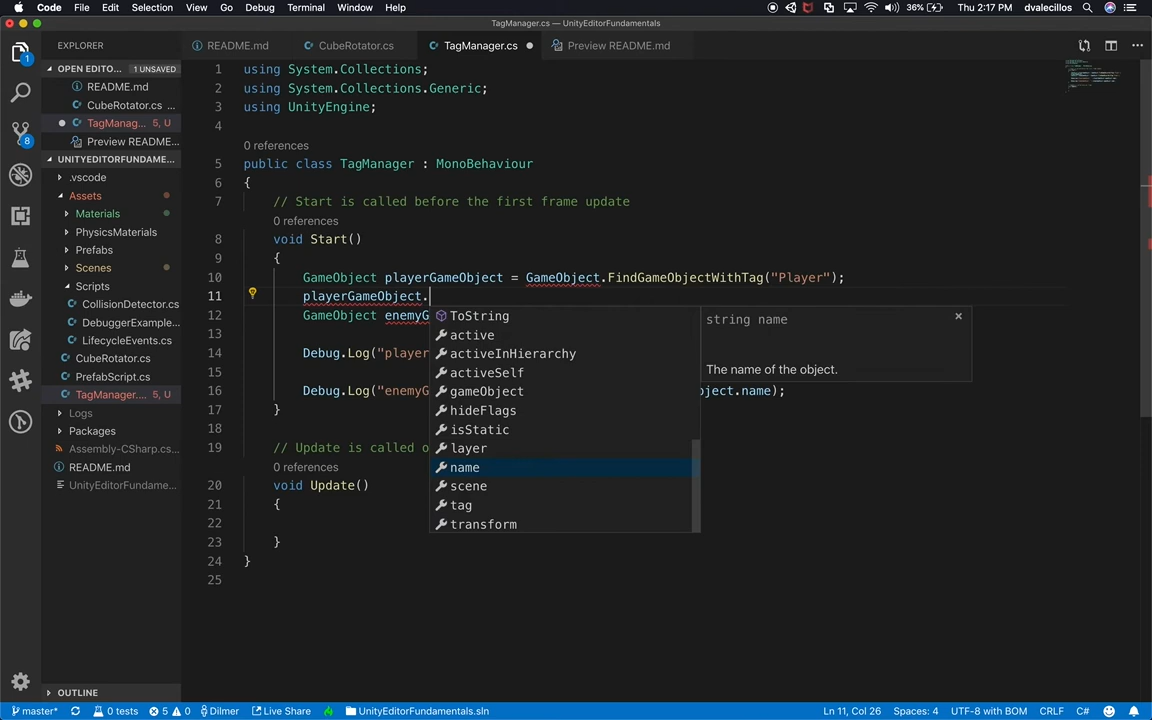 Code File Edit Selection View Go Debug Terminal Window Help
36% Thu 2:17 PM dvalecillos
TagManager.cs — UnityEditorFundamentals
EXPLORER
README.md CubeRotator.cs TagManager.cs Preview README.md
OPEN EDITO... 1 UNSAVED
README.md
CubeRotator.cs ...
TagManag... 5, U
Preview README...
UNITYEDITORFUNDAME...
.vscode
Assets
Materials
PhysicsMaterials
Prefabs
Scenes
Scripts
CollisionDetector.cs
DebuggerExample...
LifecycleEvents.cs
CubeRotator.cs
PrefabScript.cs
TagManager.... 5, U
Logs
Packages
Assembly-CSharp.cs...
README.md
UnityEditorFundame...
OUTLINE
1 using System.Collections;
2 using System.Collections.Generic;
3 using UnityEngine;
4
0 references
5 public class TagManager : MonoBehaviour
6 {
7 // Start is called before the first frame update
0 references
8 void Start()
9 {
10 GameObject playerGameObject = GameObject.FindGameObjectWithTag("Player");
11 playerGameObject.
12 GameObject enemyG
13
14 Debug.Log("player
15
16 Debug.Log("enemyG bject.name);
17 }
18
19 // Update is called o
0 references
20 void Update()
21 {
22
23 }
24 }
25
ToString
active
activeInHierarchy
activeSelf
gameObject
hideFlags
isStatic
layer
name
scene
tag
transform
string name
The name of the object.
master* 0 tests 5 0 Dilmer Live Share UnityEditorFundamentals.sln Ln 11, Col 26 Spaces: 4 UTF-8 with BOM CRLF C#
1
8